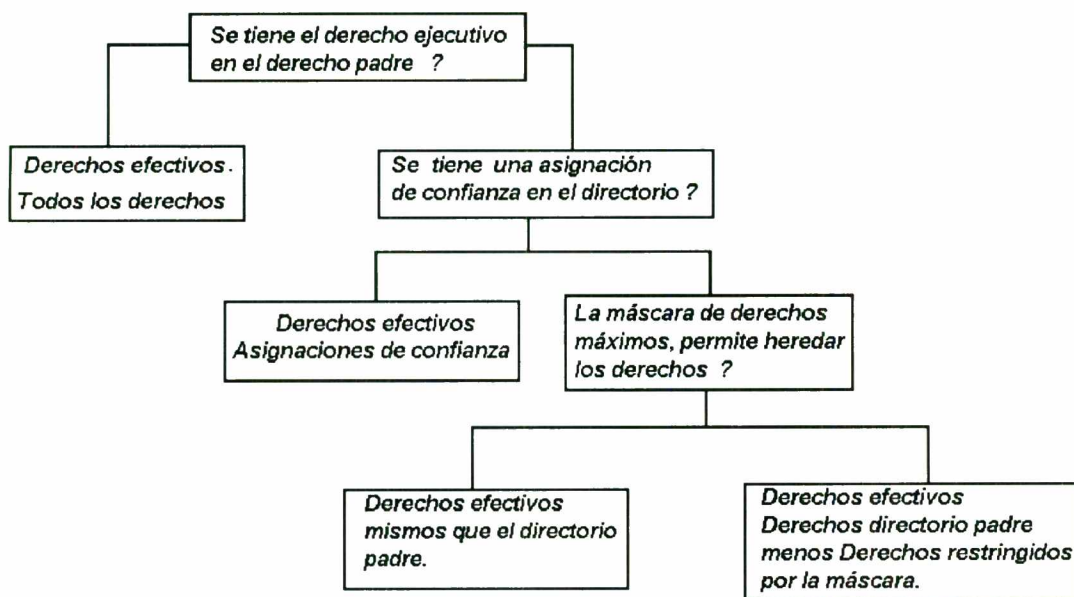 Se tiene el derecho ejecutivo
en el derecho padre ?
Derechos efectivos.
Todos los derechos
Se tiene una asignación
de confianza en el directorio ?
Derechos efectivos
Asignaciones de confianza
La máscara de derechos
máximos, permite heredar
los derechos ?
Derechos efectivos
mismos que el directorio
padre.
Derechos efectivos
Derechos directorio padre
menos Derechos restringidos
por la máscara.